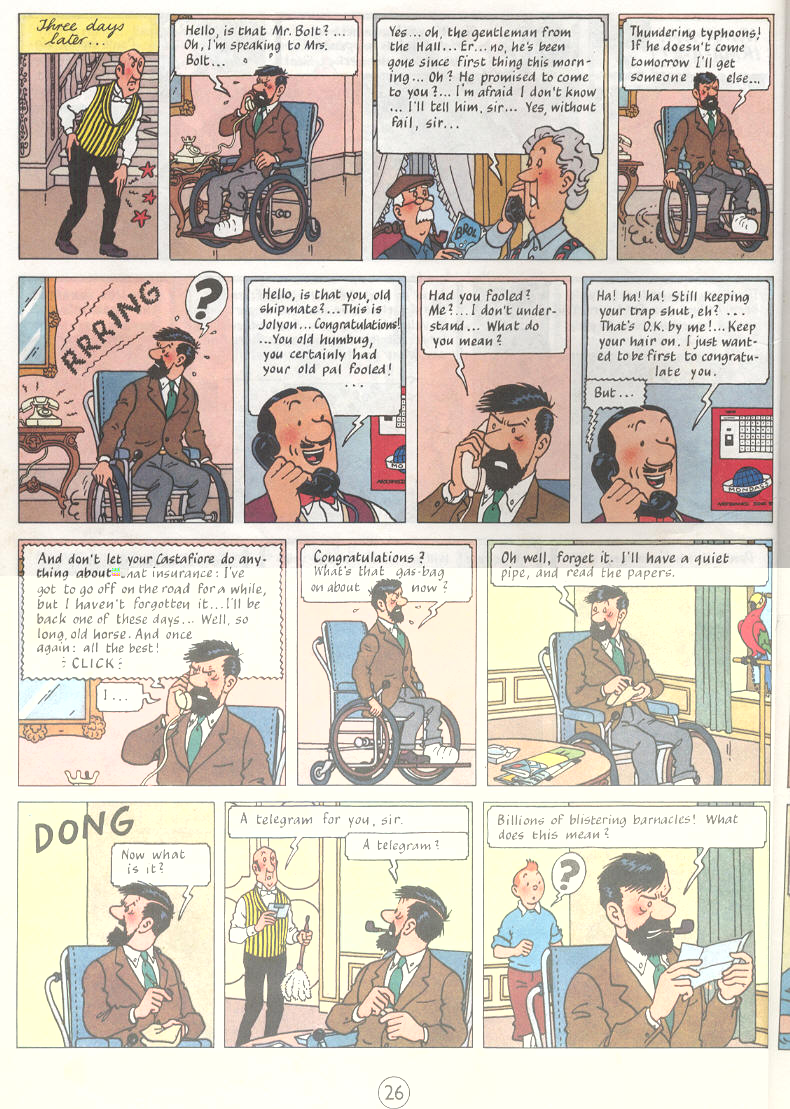 Three days
later...
Hello, is that Mr. Bolt? ...
Oh, I'm speaking to Mrs.
Bolt...
Yes... oh, the gentleman from
the Hall... Er... no, he's been
gone since first thing this morn-
ing... Oh? He promised to come
to you?... I'm afraid I don't know
... I'll tell him, sir... Yes, without
fail, sir...
BROL
Thundering typhoons!
If he doesn't come
tomorrow I'll get
someone else...
RRRING
?
Hello, is that you, old
shipmate?... This is
Jolyon... Congratulations!
...You old humbug,
you certainly had
your old pal fooled!
...
Had you fooled?
Me?... I don't under-
stand... What do
you mean?
Ha! ha! ha! Still keeping
your trap shut, eh? ...
That's O.K. by me!... Keep
your hair on. I just want-
ed to be first to congratu-
late you.
But...
MONDASS
And don't let your Castafiore do any-
thing about that insurance: I've
got to go off on the road for a while,
but I haven't forgotten it...I'll be
back one of these days... Well, so
long, old horse. And once
again: all the best!
CLICK
I...
Congratulations?
What's that gas-bag
on about now?
Oh well, forget it. I'll have a quiet
pipe, and read the papers.
DONG
Now what
is it?
A telegram for you, sir.
A telegram?
Billions of blistering barnacles! What
does this mean?
?
26